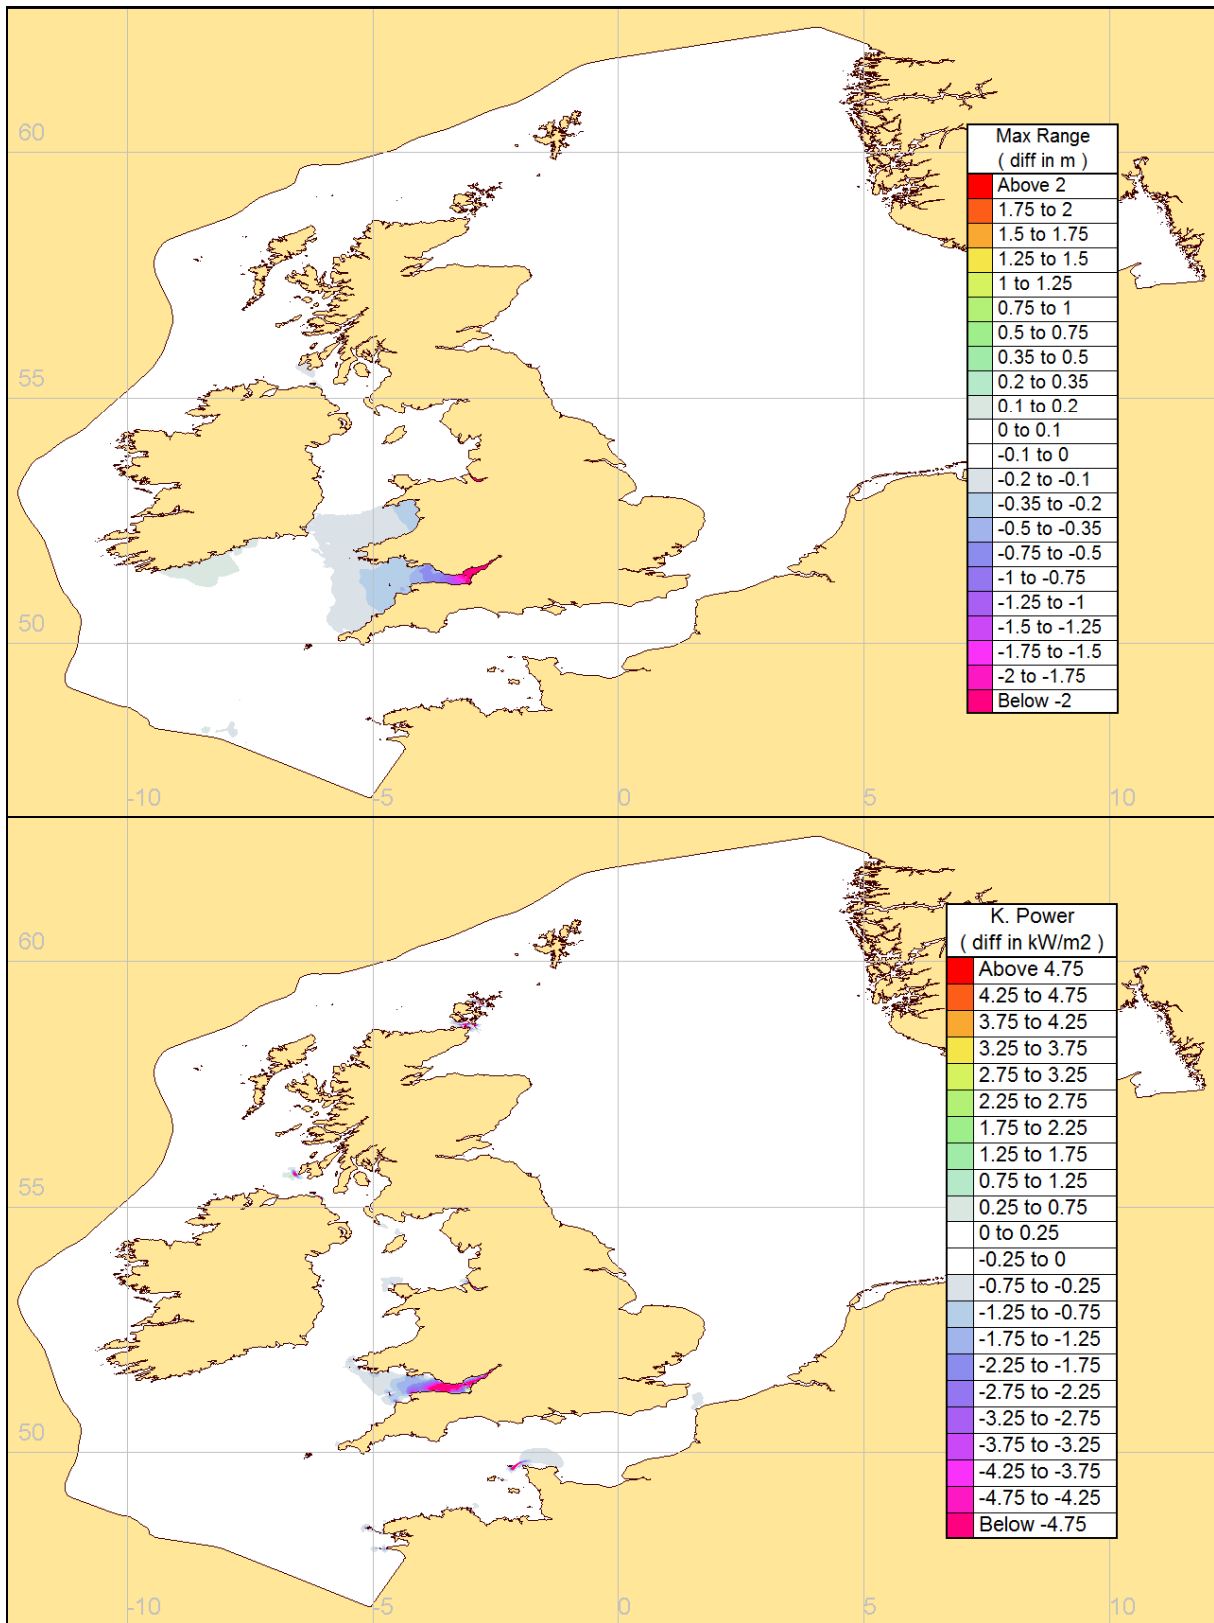 60
55
50
-10
-5
0
5
10
Max Range
( diff in m )
Above 2
1.75 to 2
1.5 to 1.75
1.25 to 1.5
1 to 1.25
0.75 to 1
0.5 to 0.75
0.35 to 0.5
0.2 to 0.35
0.1 to 0.2
0 to 0.1
-0.1 to 0
-0.2 to -0.1
-0.35 to -0.2
-0.5 to -0.35
-0.75 to -0.5
-1 to -0.75
-1.25 to -1
-1.5 to -1.25
-1.75 to -1.5
-2 to -1.75
Below -2
60
55
50
-10
-5
0
5
10
K. Power
( diff in kW/m2 )
Above 4.75
4.25 to 4.75
3.75 to 4.25
3.25 to 3.75
2.75 to 3.25
2.25 to 2.75
1.75 to 2.25
1.25 to 1.75
0.75 to 1.25
0.25 to 0.75
0 to 0.25
-0.25 to 0
-0.75 to -0.25
-1.25 to -0.75
-1.75 to -1.25
-2.25 to -1.75
-2.75 to -2.25
-3.25 to -2.75
-3.75 to -3.25
-4.25 to -3.75
-4.75 to -4.25
Below -4.75